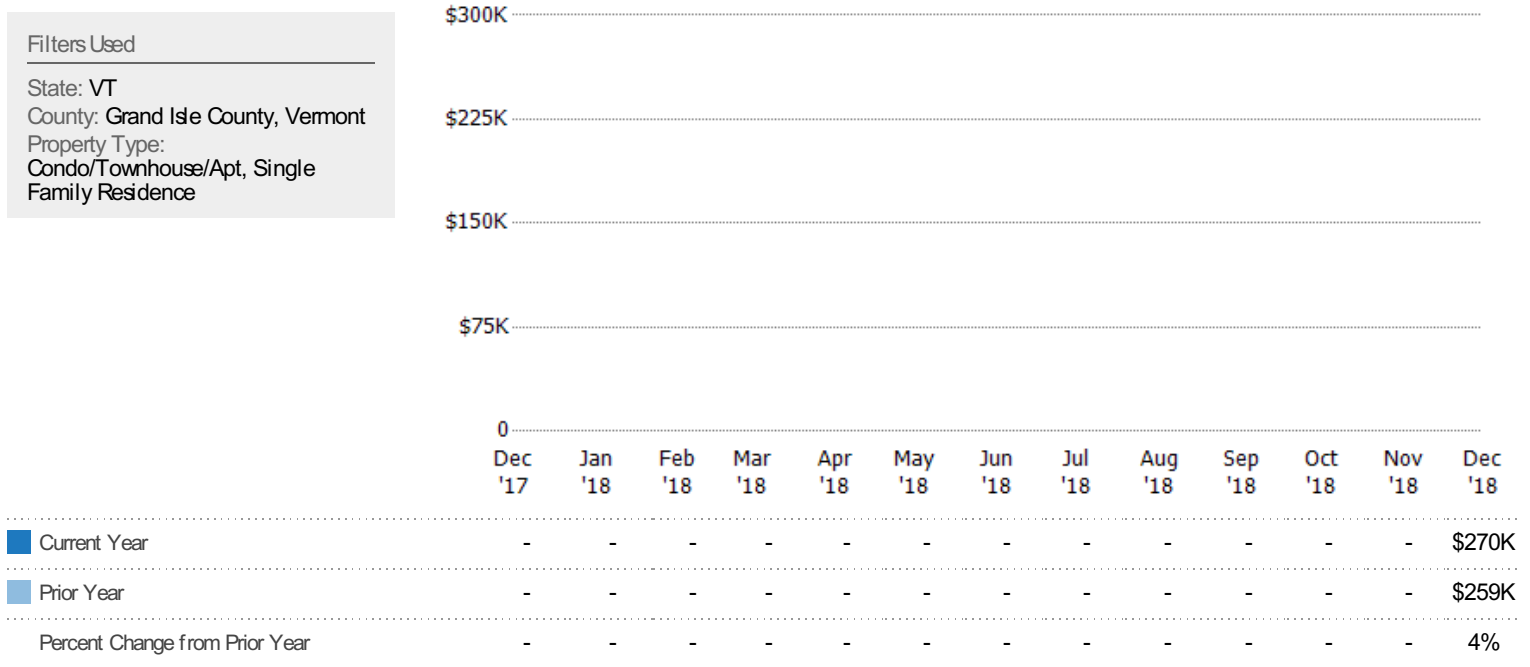 Filters Used
State: VT
County: Grand Isle County, Vermont
Property Type:
Condo/Townhouse/Apt, Single
Family Residence
$300K
$225K
$150K
$75K
0
Dec Jan Feb Mar Apr May Jun Jul Aug Sep Oct Nov Dec
'17 '18 '18 '18 '18 '18 '18 '18 '18 '18 '18 '18 '18
Current Year - - - - - - - - - - - - $270K
Prior Year - - - - - - - - - - - - $259K
Percent Change from Prior Year - - - - - - - - - - - - 4%